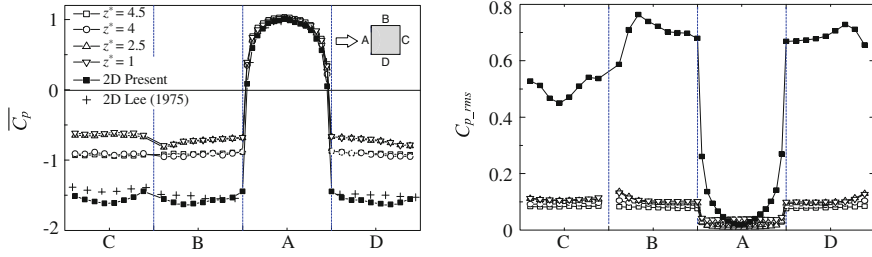 z* = 4.5
z* = 4
z* = 2.5
z* = 1
2D Present
2D Lee (1975)
B
A C
D
1
0
-1
-2
C̅p
C B A D
0.8
0.6
0.4
0.2
0
Cp_rms
C B A D